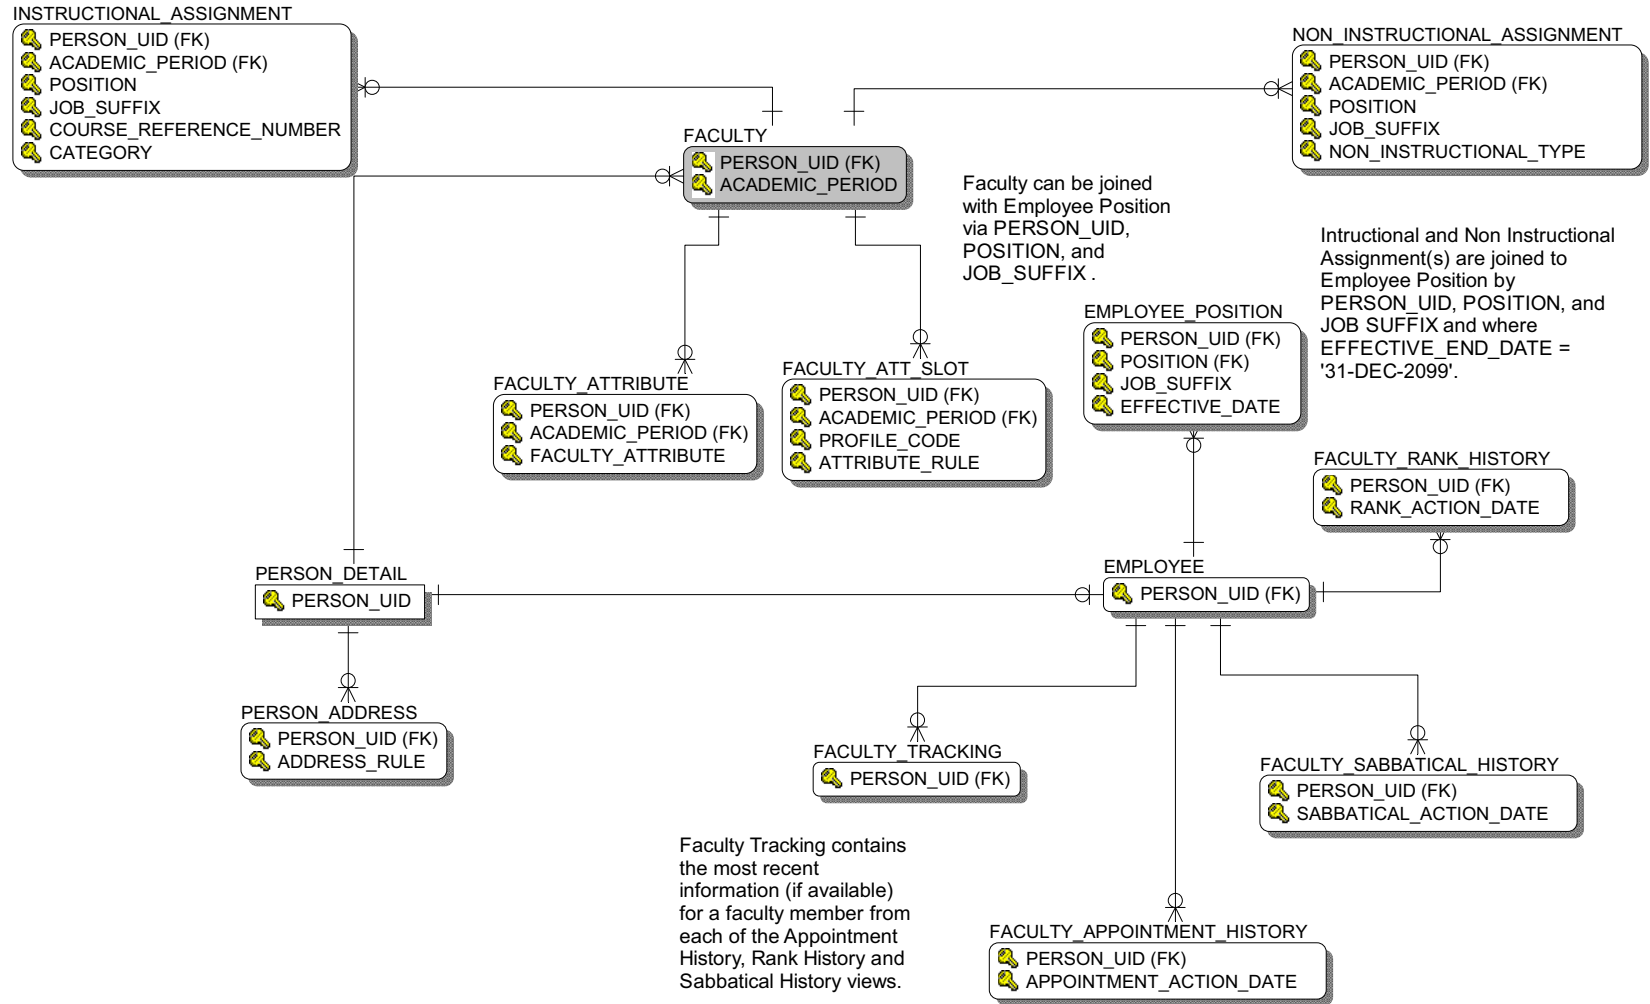 INSTRUCTIONAL_ASSIGNMENT
PERSON_UID (FK)
ACADEMIC_PERIOD (FK)
POSITION
JOB_SUFFIX
COURSE_REFERENCE_NUMBER
CATEGORY
NON_INSTRUCTIONAL_ASSIGNMENT
PERSON_UID (FK)
ACADEMIC_PERIOD (FK)
POSITION
JOB_SUFFIX
NON_INSTRUCTIONAL_TYPE
FACULTY
PERSON_UID (FK)
ACADEMIC_PERIOD
Faculty can be joined
with Employee Position
via PERSON_UID,
POSITION, and
JOB_SUFFIX .
Intructional and Non Instructional
Assignment(s) are joined to
Employee Position by
PERSON_UID, POSITION, and
JOB SUFFIX and where
EFFECTIVE_END_DATE =
'31-DEC-2099'.
EMPLOYEE_POSITION
PERSON_UID (FK)
POSITION (FK)
JOB_SUFFIX
EFFECTIVE_DATE
FACULTY_ATTRIBUTE
PERSON_UID (FK)
ACADEMIC_PERIOD (FK)
FACULTY_ATTRIBUTE
FACULTY_ATT_SLOT
PERSON_UID (FK)
ACADEMIC_PERIOD (FK)
PROFILE_CODE
ATTRIBUTE_RULE
FACULTY_RANK_HISTORY
PERSON_UID (FK)
RANK_ACTION_DATE
PERSON_DETAIL
PERSON_UID
EMPLOYEE
PERSON_UID (FK)
PERSON_ADDRESS
PERSON_UID (FK)
ADDRESS_RULE
FACULTY_TRACKING
PERSON_UID (FK)
FACULTY_SABBATICAL_HISTORY
PERSON_UID (FK)
SABBATICAL_ACTION_DATE
Faculty Tracking contains
the most recent
information (if available)
for a faculty member from
each of the Appointment
History, Rank History and
Sabbatical History views.
FACULTY_APPOINTMENT_HISTORY
PERSON_UID (FK)
APPOINTMENT_ACTION_DATE